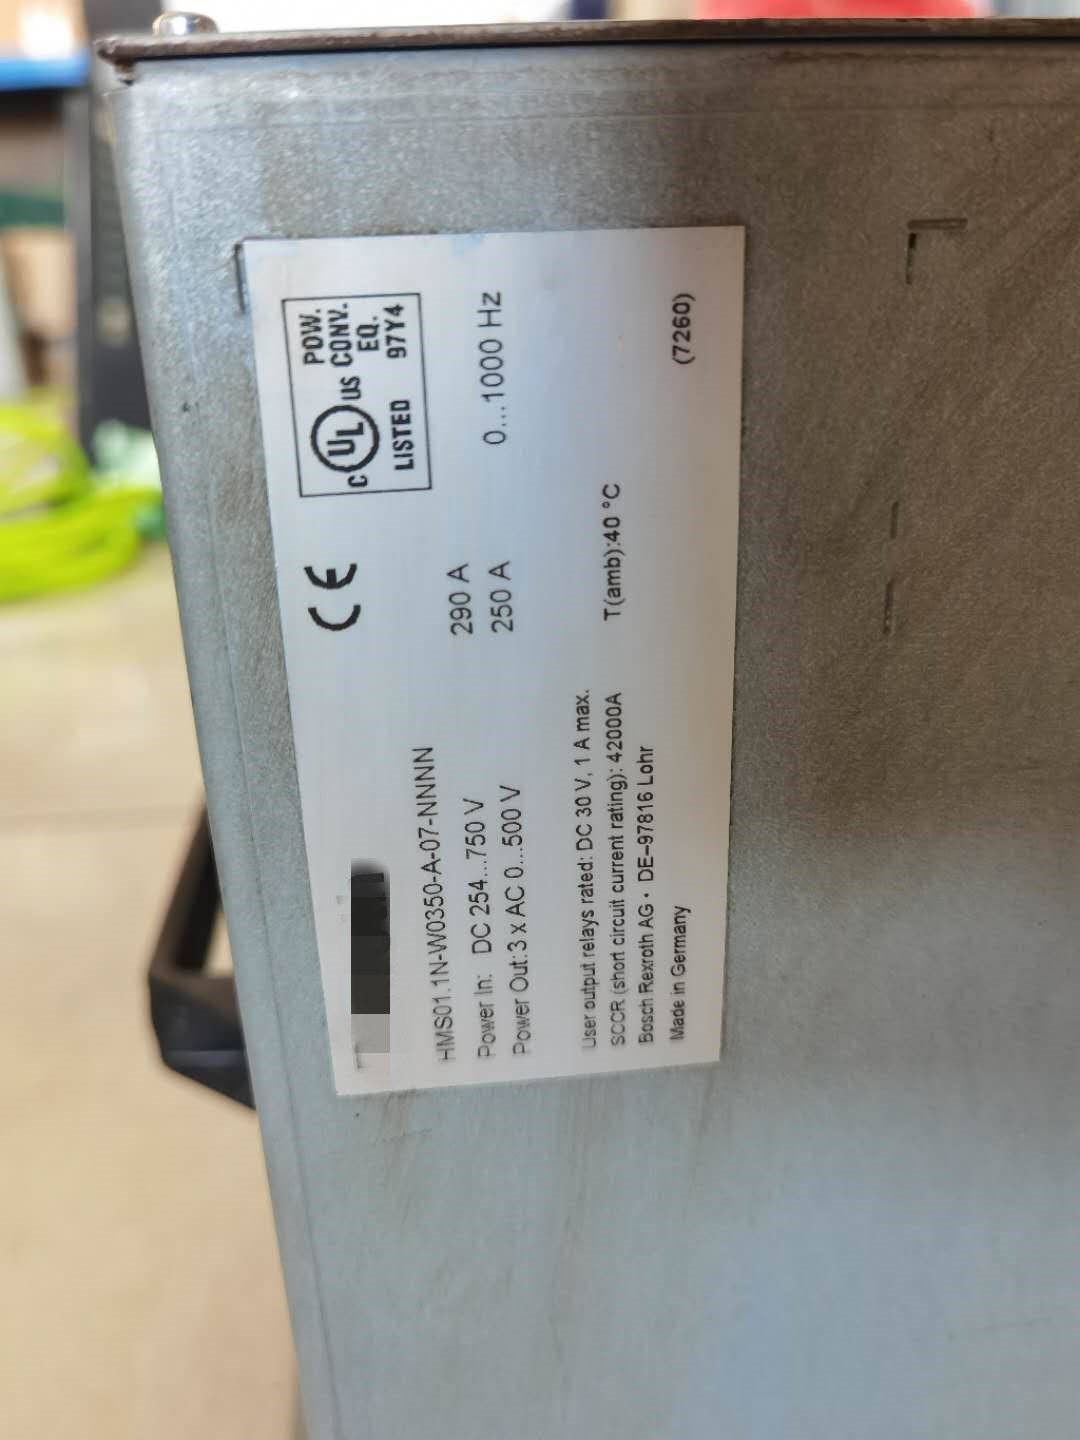 HMS01.1N-W0350-A-07-NNNN
Power In: DC 254...750 V 290 A
Power Out: 3 x AC 0...500 V 250 A 0...1000 Hz
User output relays rated: DC 30 V, 1 A max.
SCCR (short circuit current rating): 42000A T(amb):40 °C
Bosch Rexroth AG · DE-97816 Lohr
Made in Germany (7260)
CE
C UL US
LISTED
POW.
CONV.
EQ.
97Y4